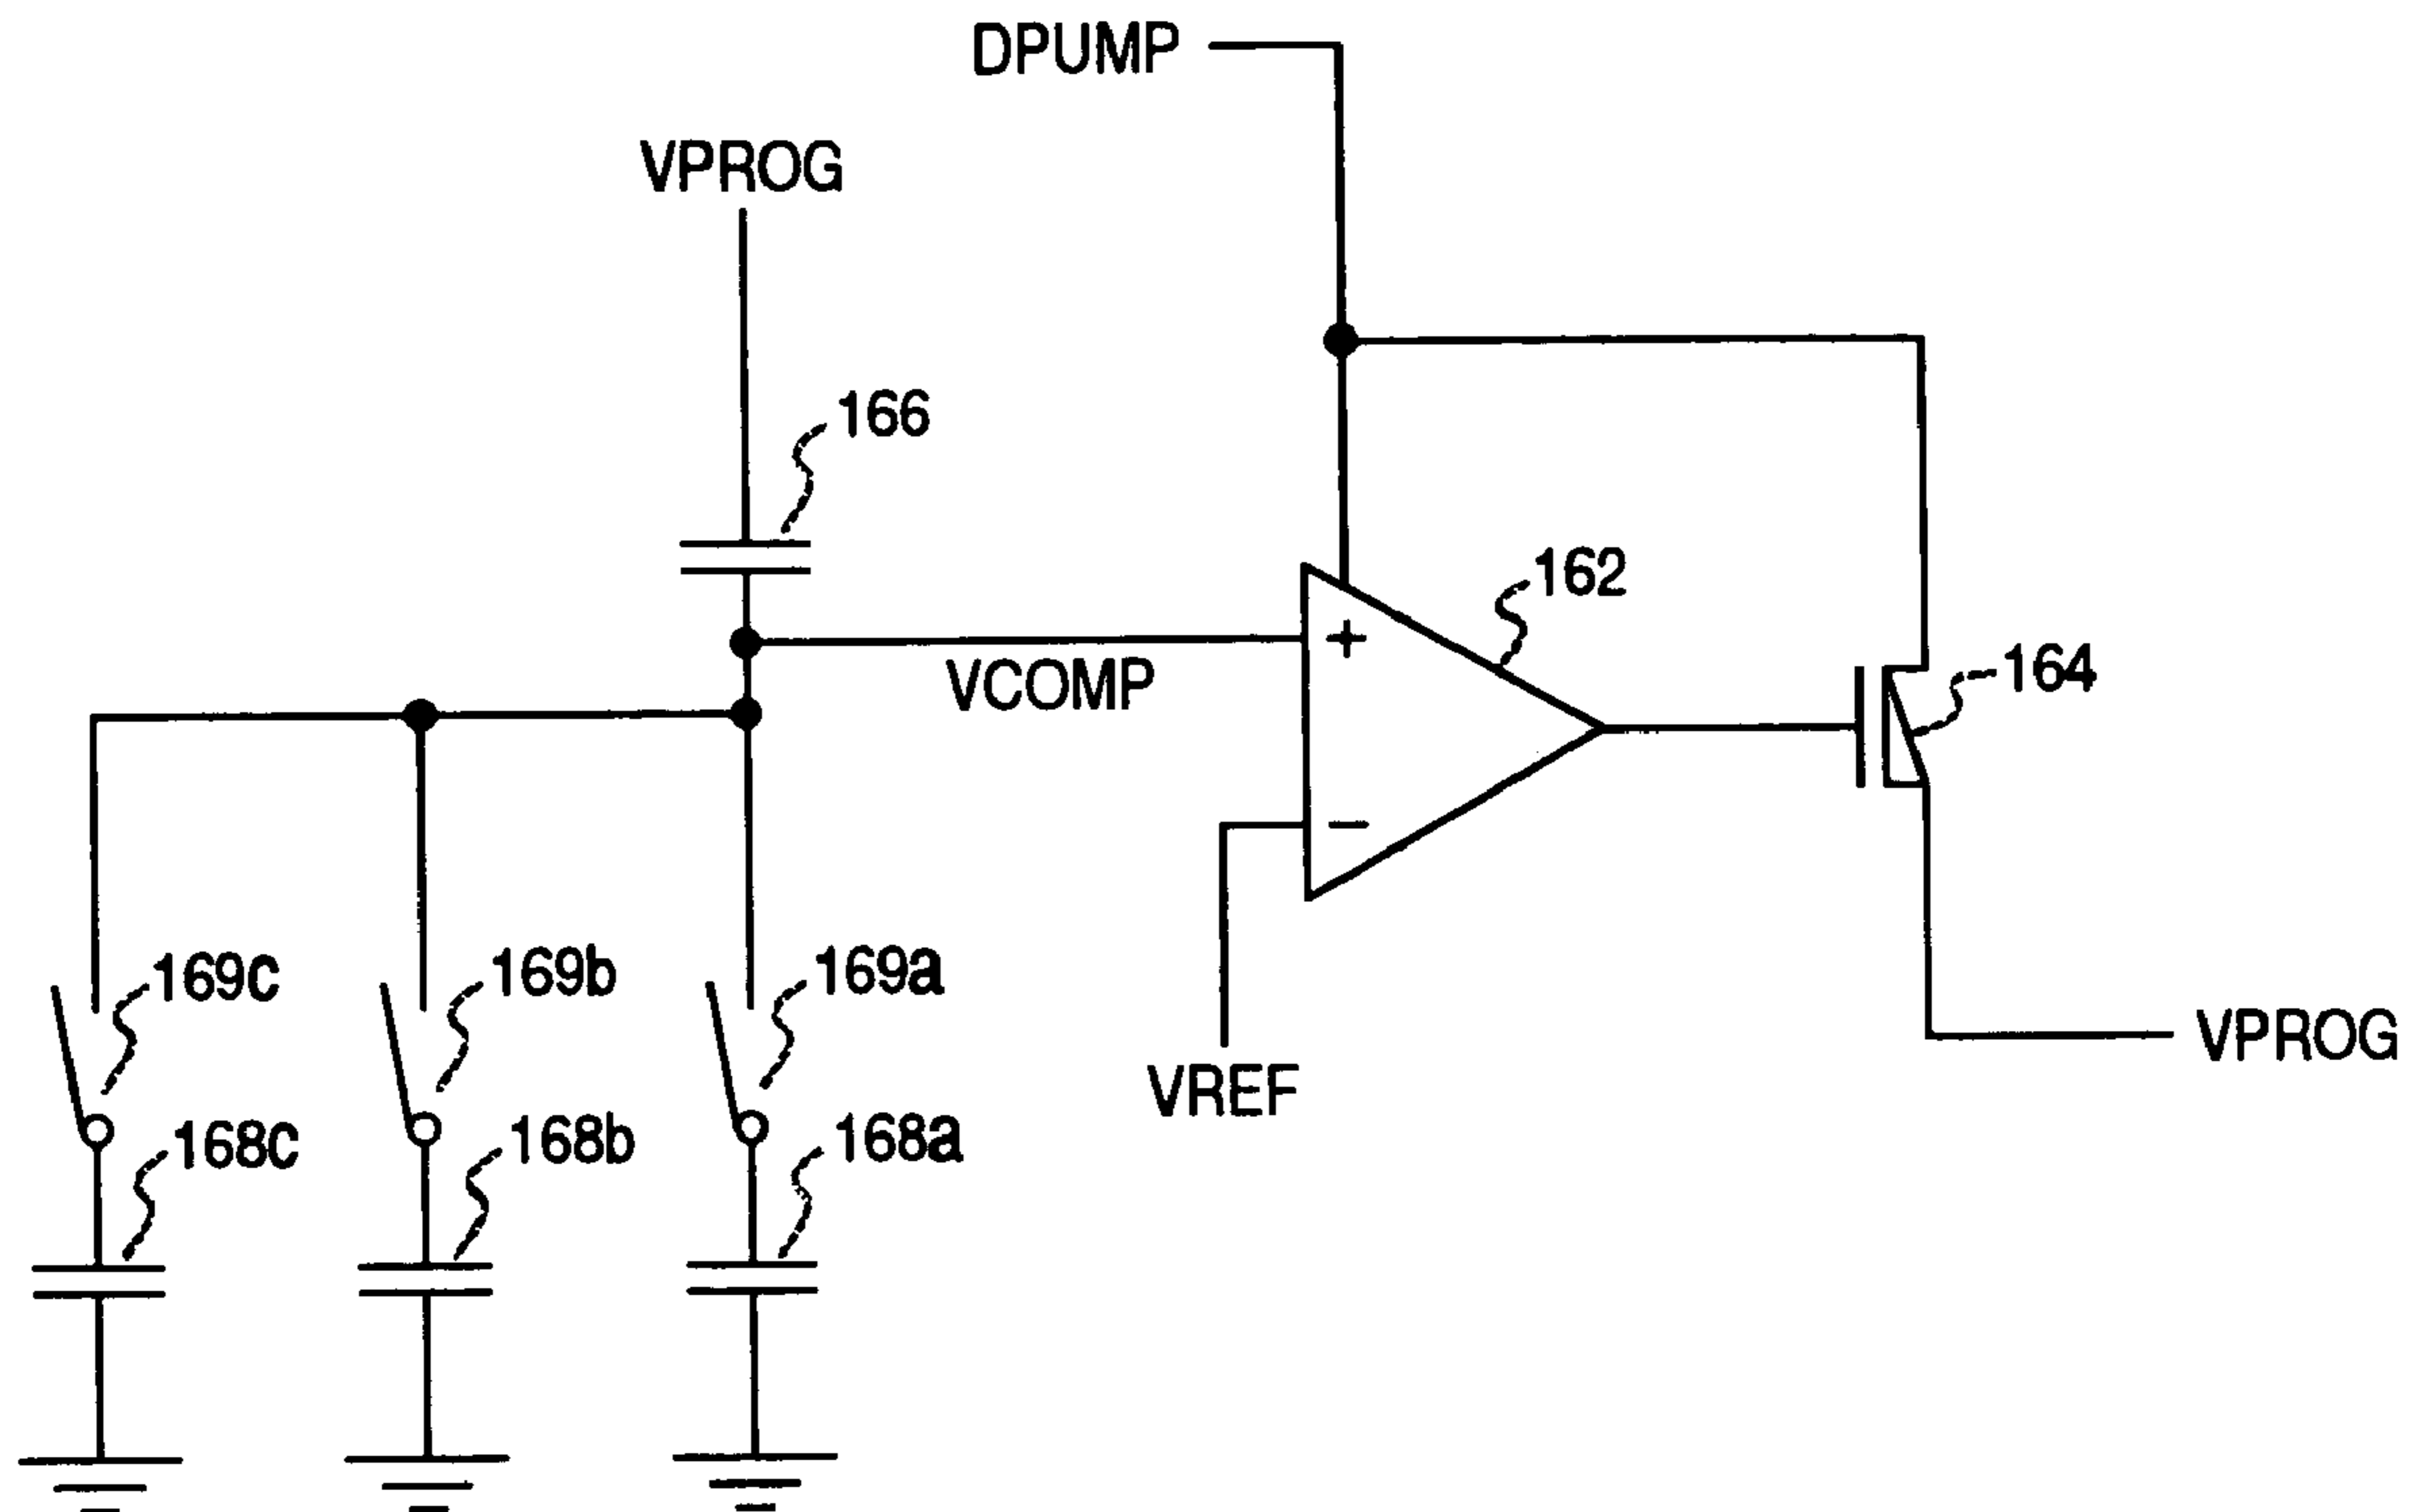 DPUMP
VPROG
166
162
VCOMP
+
164
−
169c
169b
169a
VPROG
VREF
168c
168b
168a